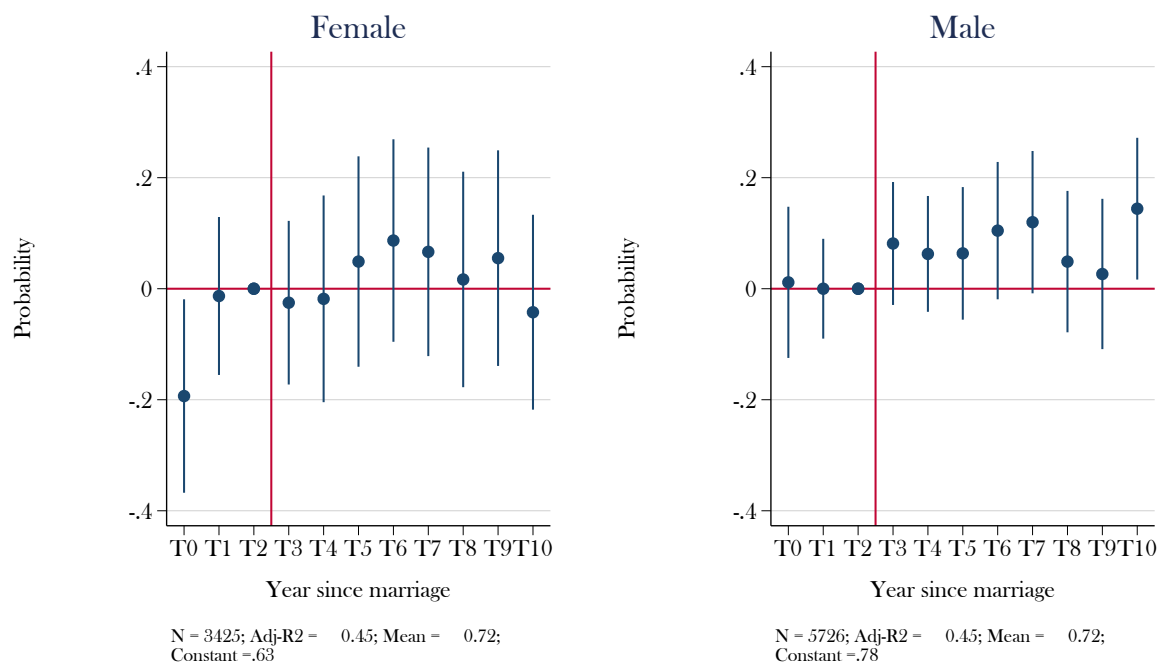 Female
.4
.2
0
-.2
-.4
Probability
T0 T1 T2 T3 T4 T5 T6 T7 T8 T9 T10
Year since marriage
N = 3425; Adj-R2 = 0.45; Mean = 0.72;
Constant =.63
Male
.4
.2
0
-.2
-.4
Probability
T0 T1 T2 T3 T4 T5 T6 T7 T8 T9 T10
Year since marriage
N = 5726; Adj-R2 = 0.45; Mean = 0.72;
Constant =.78